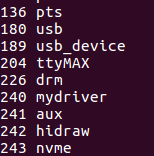 136 pts
180 usb
189 usb_device
204 ttyMAX
226 drm
240 mydriver
241 aux
242 hidraw
243 nvme